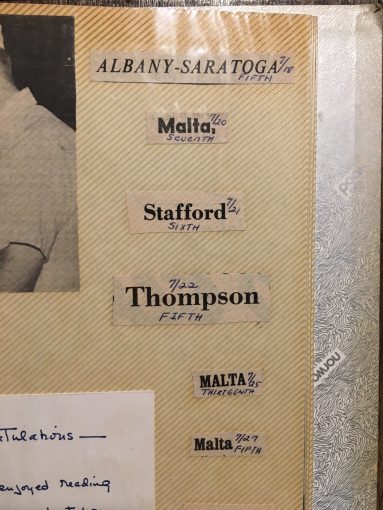 ALBANY-SARATOGA 7/18
FIFTH
Malta, 7/20
SEVENTH
Stafford 7/21
SIXTH
7/22
Thompson
FIFTH
MALTA 7/25
THIRTEENTH
Malta 7/27
FIFTH
Tulations —
enjoyed reading